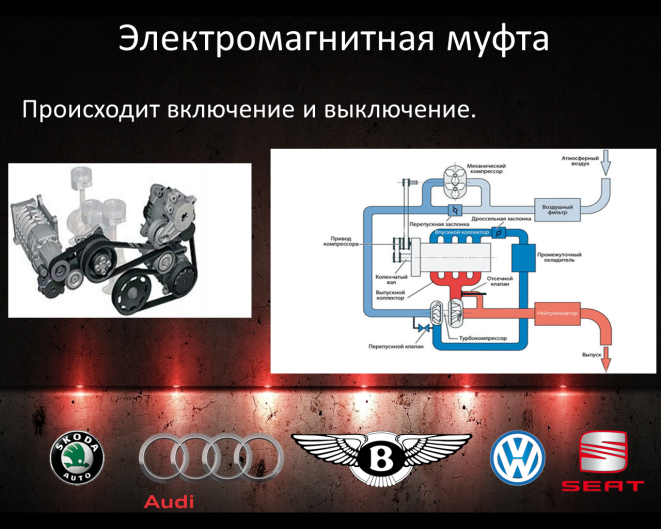 Электромагнитная муфта
Происходит включение и выключение.
Механический
компрессор
Атмосферный
воздух
Воздушный
фильтр
Перепускная заслонка
Дроссельная заслонка
Впускной коллектор
Привод
компрессора
Промежуточный
охладитель
Коленчатый
вал
Отсечной
клапан
Выпускной
коллектор
Нейтрализатор
Турбокомпрессор
Перепускной клапан
Выпуск
SKODA
AUTO
Audi
B
SEAT